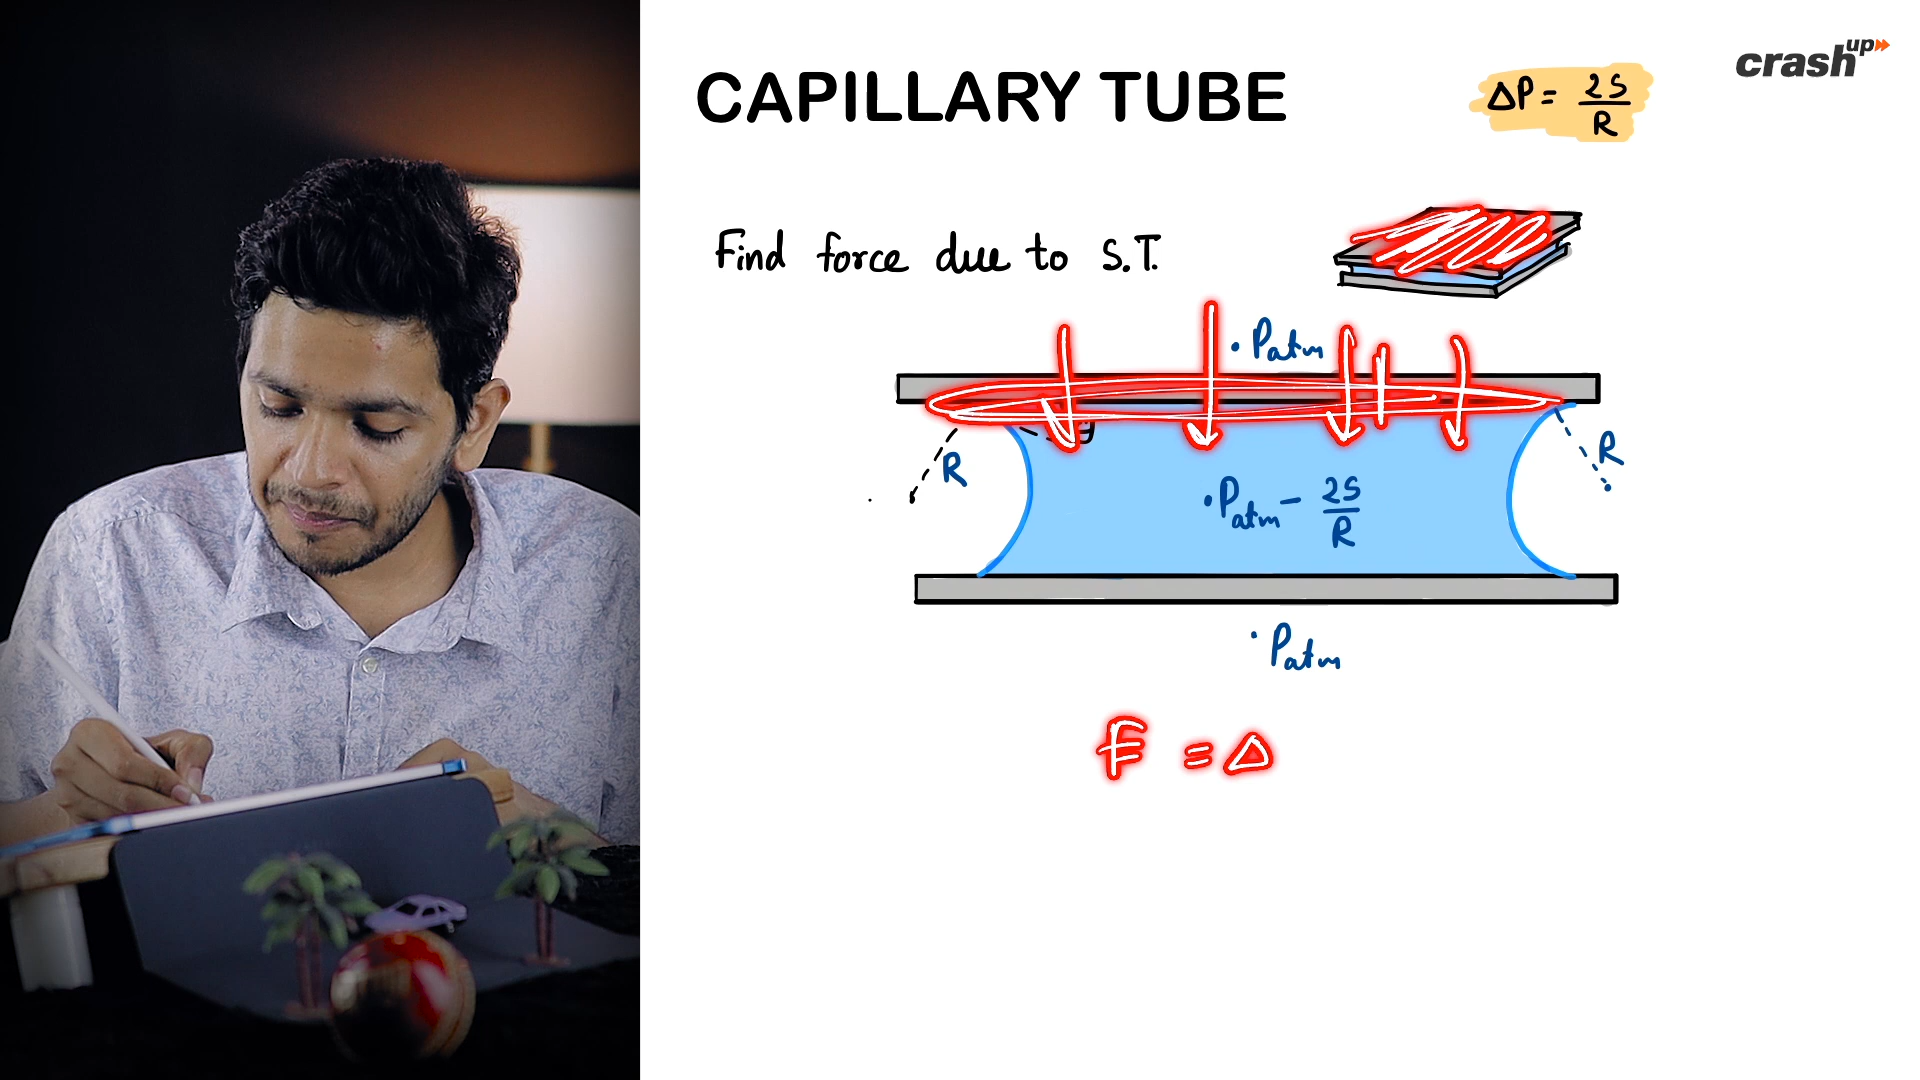 crashup
CAPILLARY TUBE
ΔP = 2S/R
Find force due to S.T.
•Patm
R
R
•Patm - 2S/R
•Patm
F = Δ